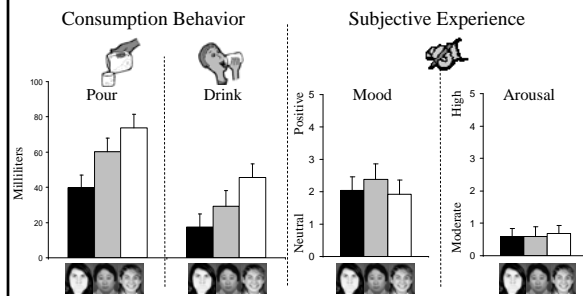 Consumption Behavior
Subjective Experience
Pour
Drink
Mood
Arousal
Milliliters
100
80
60
40
20
0
Positive
Neutral
5
4
3
2
1
0
High
Moderate
5
4
3
2
1
0